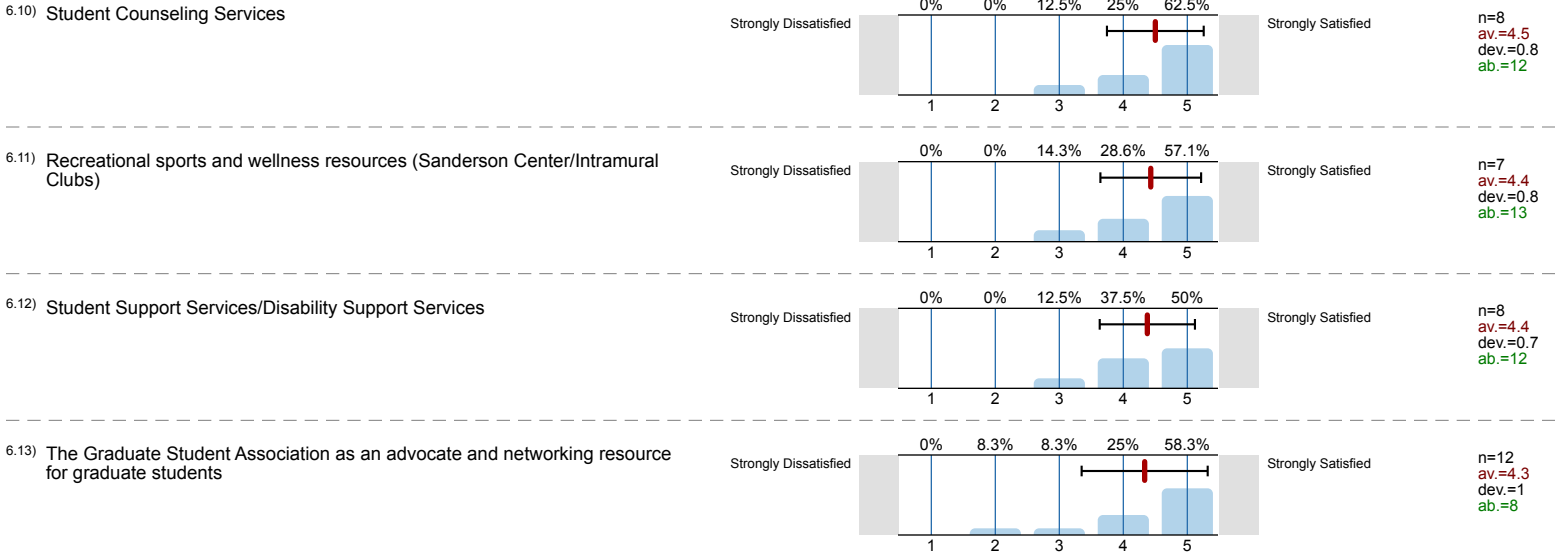 6.10) Student Counseling Services
Strongly Dissatisfied
0% 0% 12.5% 25% 62.5%
1 2 3 4 5
Strongly Satisfied
n=8
av.=4.5
dev.=0.8
ab.=12
6.11) Recreational sports and wellness resources (Sanderson Center/Intramural
Clubs)
Strongly Dissatisfied
0% 0% 14.3% 28.6% 57.1%
1 2 3 4 5
Strongly Satisfied
n=7
av.=4.4
dev.=0.8
ab.=13
6.12) Student Support Services/Disability Support Services
Strongly Dissatisfied
0% 0% 12.5% 37.5% 50%
1 2 3 4 5
Strongly Satisfied
n=8
av.=4.4
dev.=0.7
ab.=12
6.13) The Graduate Student Association as an advocate and networking resource
for graduate students
Strongly Dissatisfied
0% 8.3% 8.3% 25% 58.3%
1 2 3 4 5
Strongly Satisfied
n=12
av.=4.3
dev.=1
ab.=8